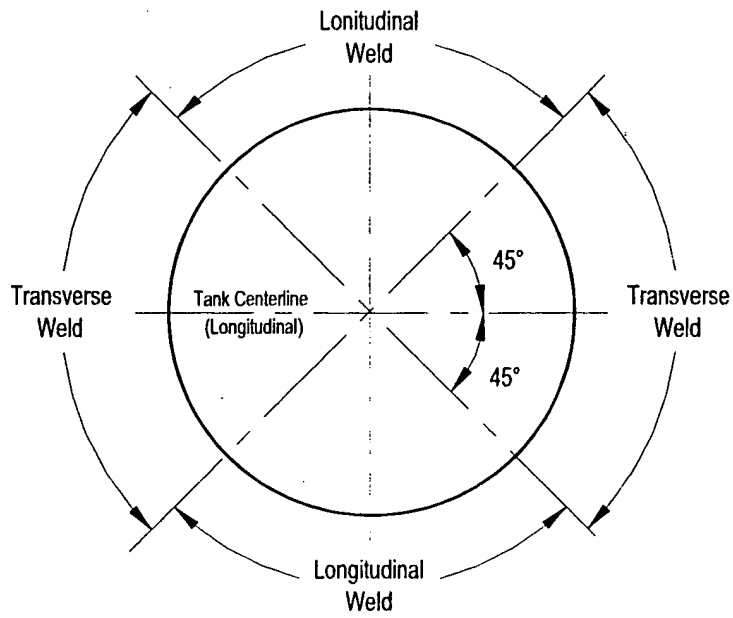 Lonitudinal
Weld
45°
Transverse
Weld
Tank Centerline
(Longitudinal)
Transverse
Weld
45°
Longitudinal
Weld